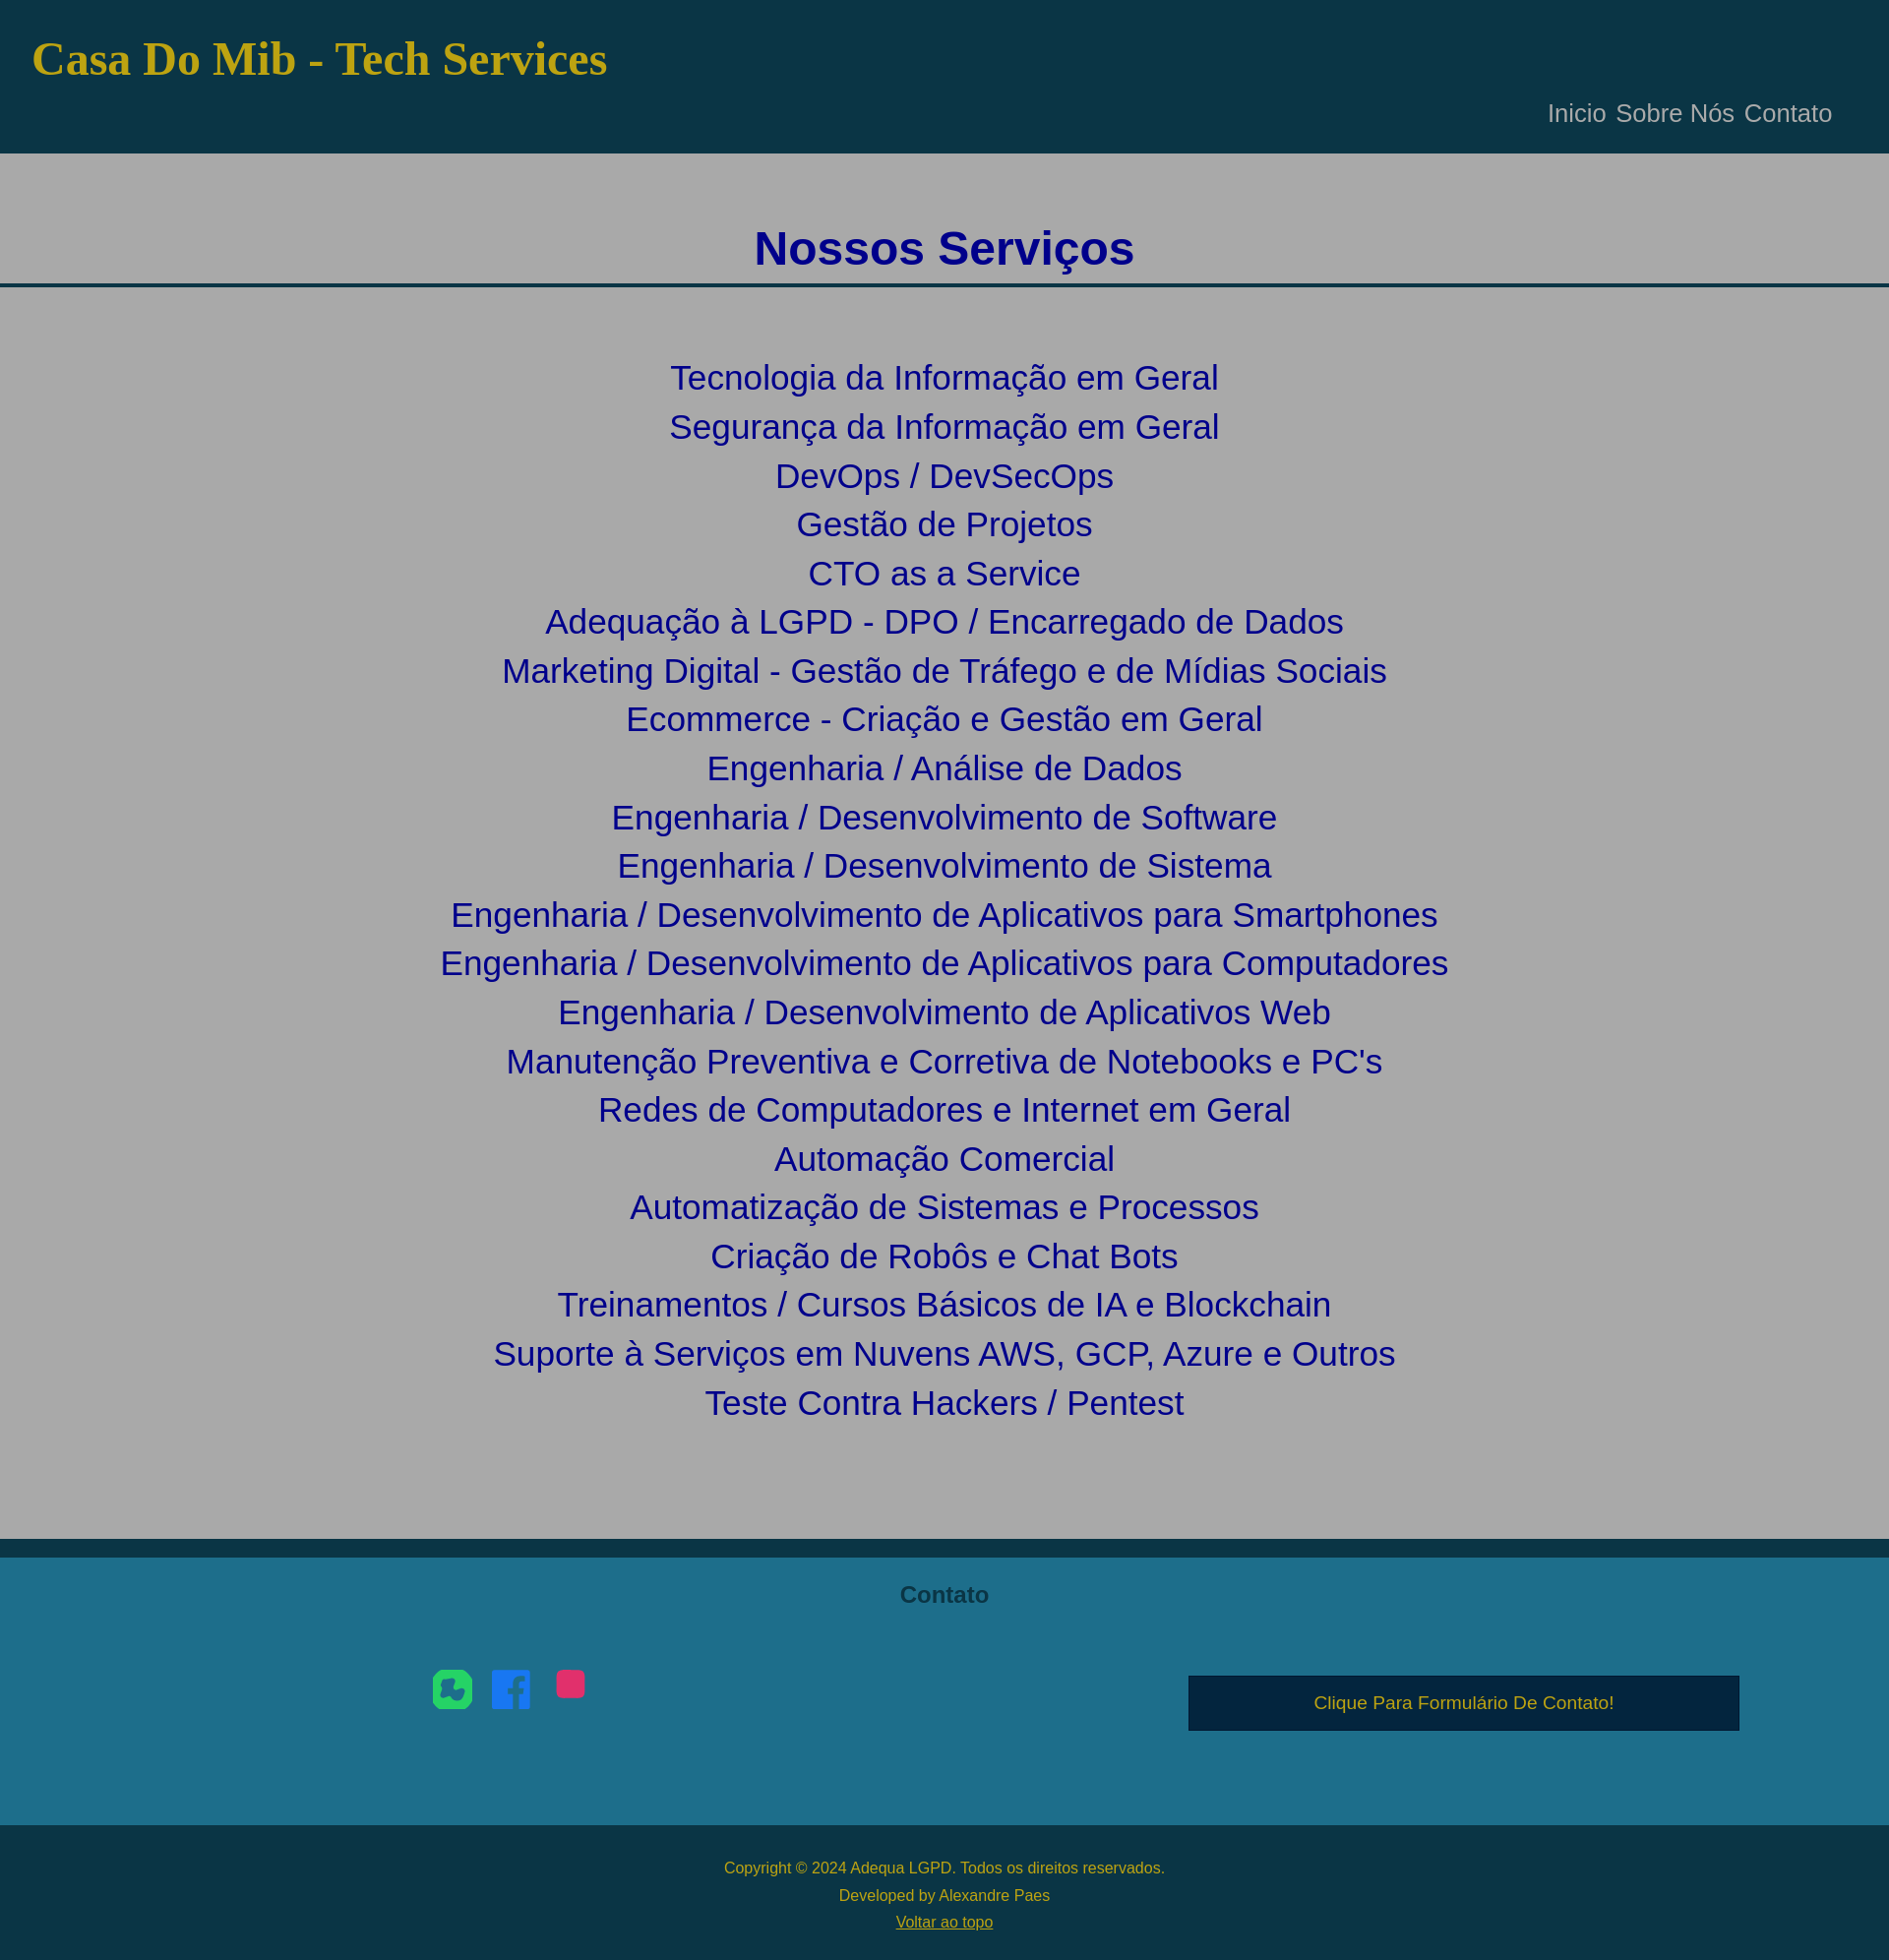 Casa Do Mib - Tech Services
Inicio Sobre Nós Contato
Nossos Serviços
Tecnologia da Informação em Geral
Segurança da Informação em Geral
DevOps / DevSecOps
Gestão de Projetos
CTO as a Service
Adequação à LGPD - DPO / Encarregado de Dados
Marketing Digital - Gestão de Tráfego e de Mídias Sociais
Ecommerce - Criação e Gestão em Geral
Engenharia / Análise de Dados
Engenharia / Desenvolvimento de Software
Engenharia / Desenvolvimento de Sistema
Engenharia / Desenvolvimento de Aplicativos para Smartphones
Engenharia / Desenvolvimento de Aplicativos para Computadores
Engenharia / Desenvolvimento de Aplicativos Web
Manutenção Preventiva e Corretiva de Notebooks e PC's
Redes de Computadores e Internet em Geral
Automação Comercial
Automatização de Sistemas e Processos
Criação de Robôs e Chat Bots
Treinamentos / Cursos Básicos de IA e Blockchain
Suporte à Serviços em Nuvens AWS, GCP, Azure e Outros
Teste Contra Hackers / Pentest
Contato
Clique Para Formulário De Contato!
Copyright © 2024 Adequa LGPD. Todos os direitos reservados.
Developed by Alexandre Paes
Voltar ao topo